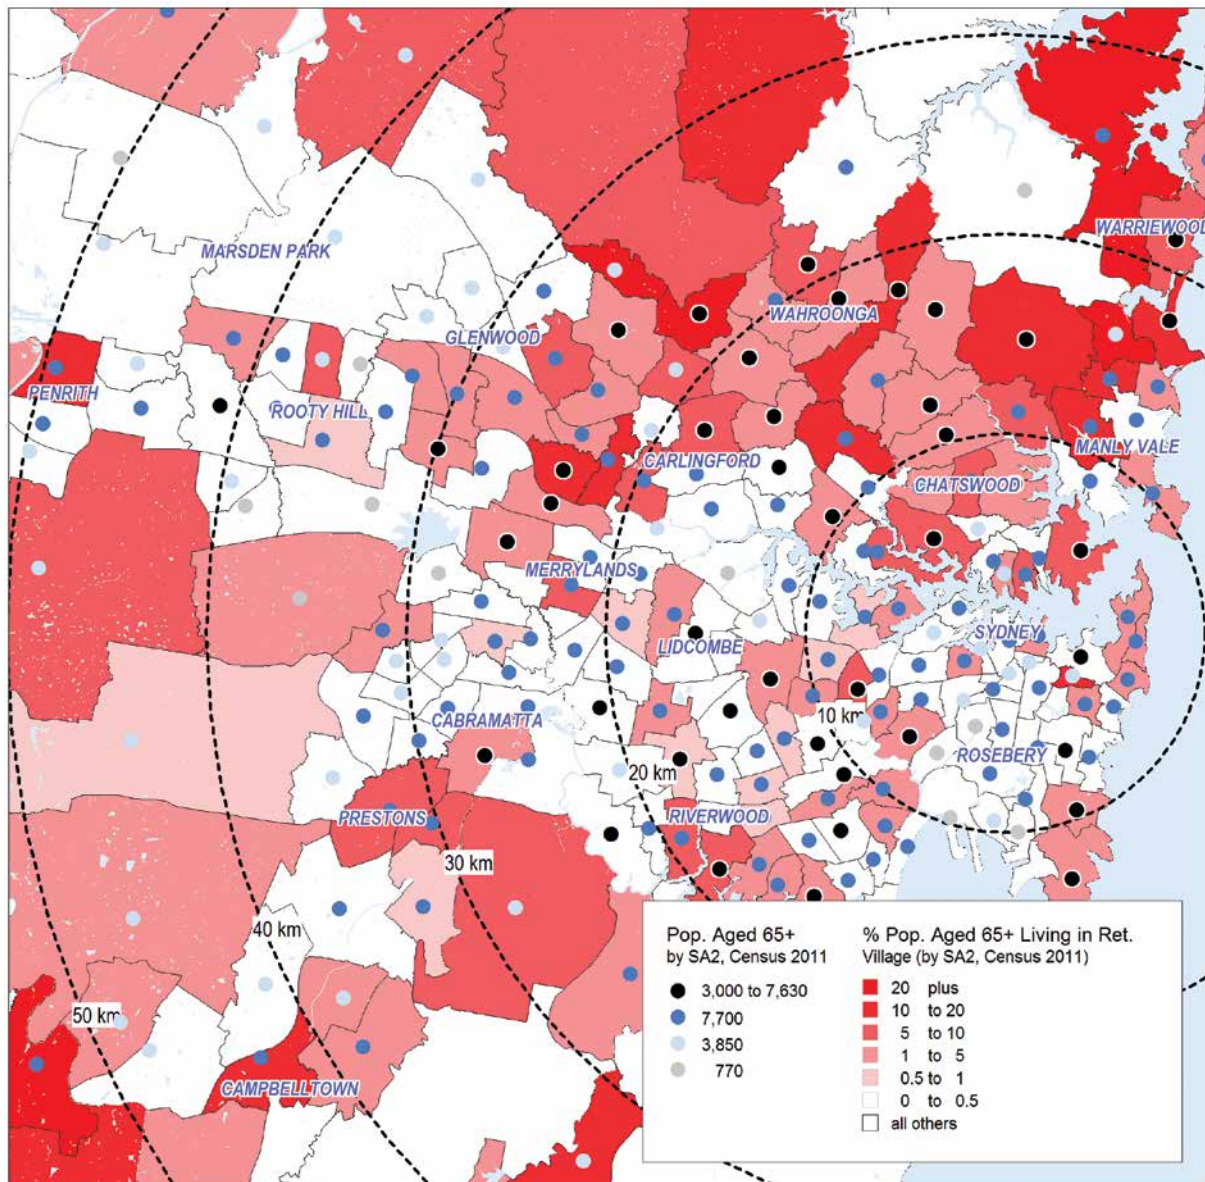 WARRIEWOOD
MARSDEN PARK
WAHROONGA
GLENWOOD
PENRITH
ROOTY HILL
MANLY VALE
CARLINGFORD
CHATSWOOD
MERRYLANDS
SYDNEY
LIDCOMBE
10 km
CABRAMATTA
ROSEBERY
20 km
PRESTONS
RIVERWOOD
30 km
40 km
50 km
CAMPBELLTOWN
Pop. Aged 65+
by SA2, Census 2011
3,000 to 7,630
7,700
3,850
770
% Pop. Aged 65+ Living in Ret.
Village (by SA2, Census 2011)
20 plus
10 to 20
5 to 10
1 to 5
0.5 to 1
0 to 0.5
all others